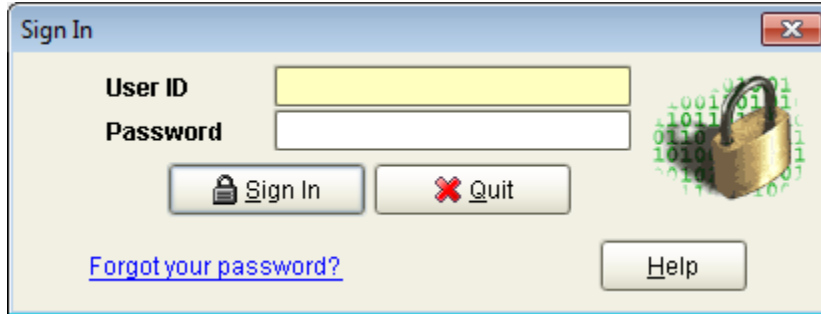 Sign In
User ID
Password
Sign In Quit
Forgot your password? Help